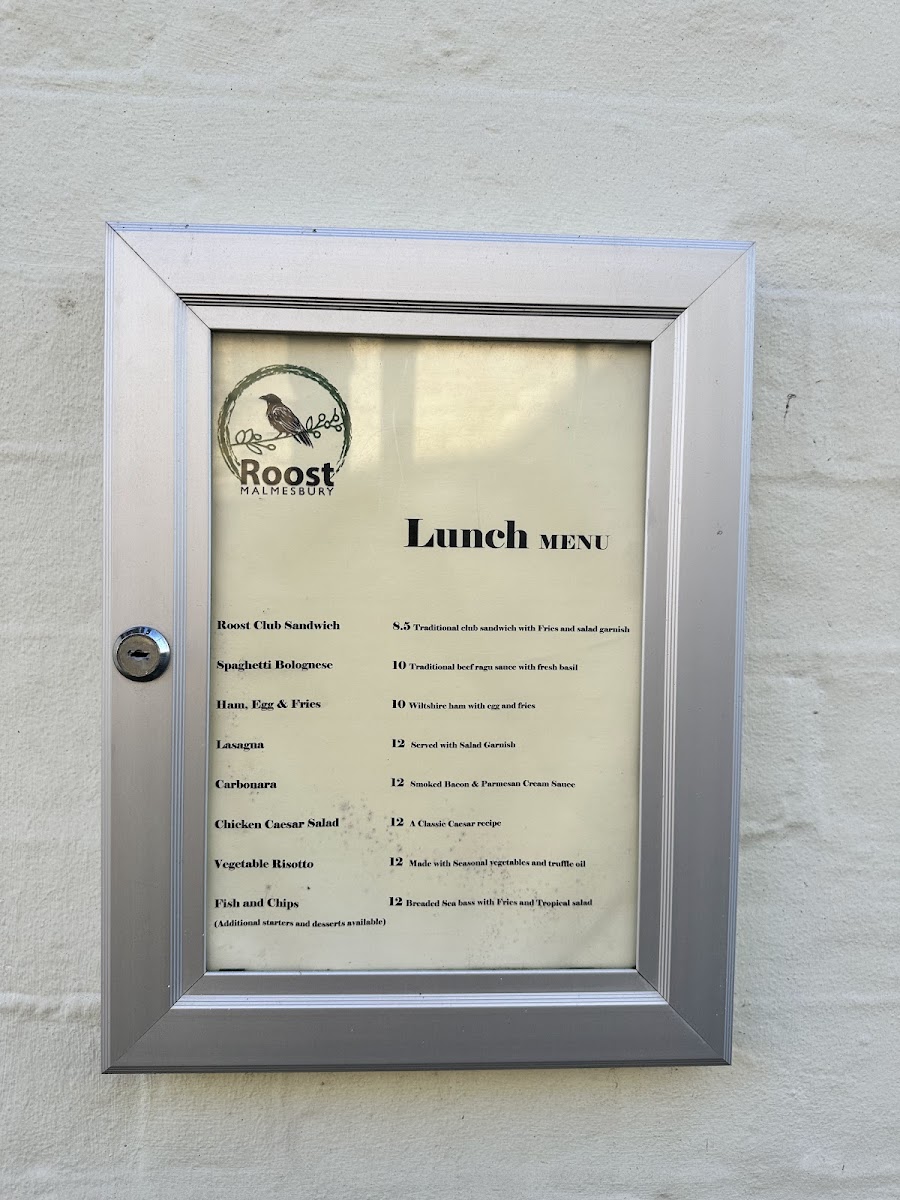 Roost
MALMESBURY
Lunch MENU
Roost Club Sandwich 8.5 Traditional club sandwich with Fries and salad garnish
Spaghetti Bolognese 10 Traditional beef ragu sauce with fresh basil
Ham, Egg & Fries 10 Wiltshire ham with egg and fries
Lasagna 12 Served with Salad Garnish
Carbonara 12 Smoked Bacon & Parmesan Cream Sauce
Chicken Caesar Salad 12 A Classic Caesar recipe
Vegetable Risotto 12 Made with Seasonal vegetables and truffle oil
Fish and Chips 12 Breaded Sea bass with Fries and Tropical salad
(Additional starters and desserts available)